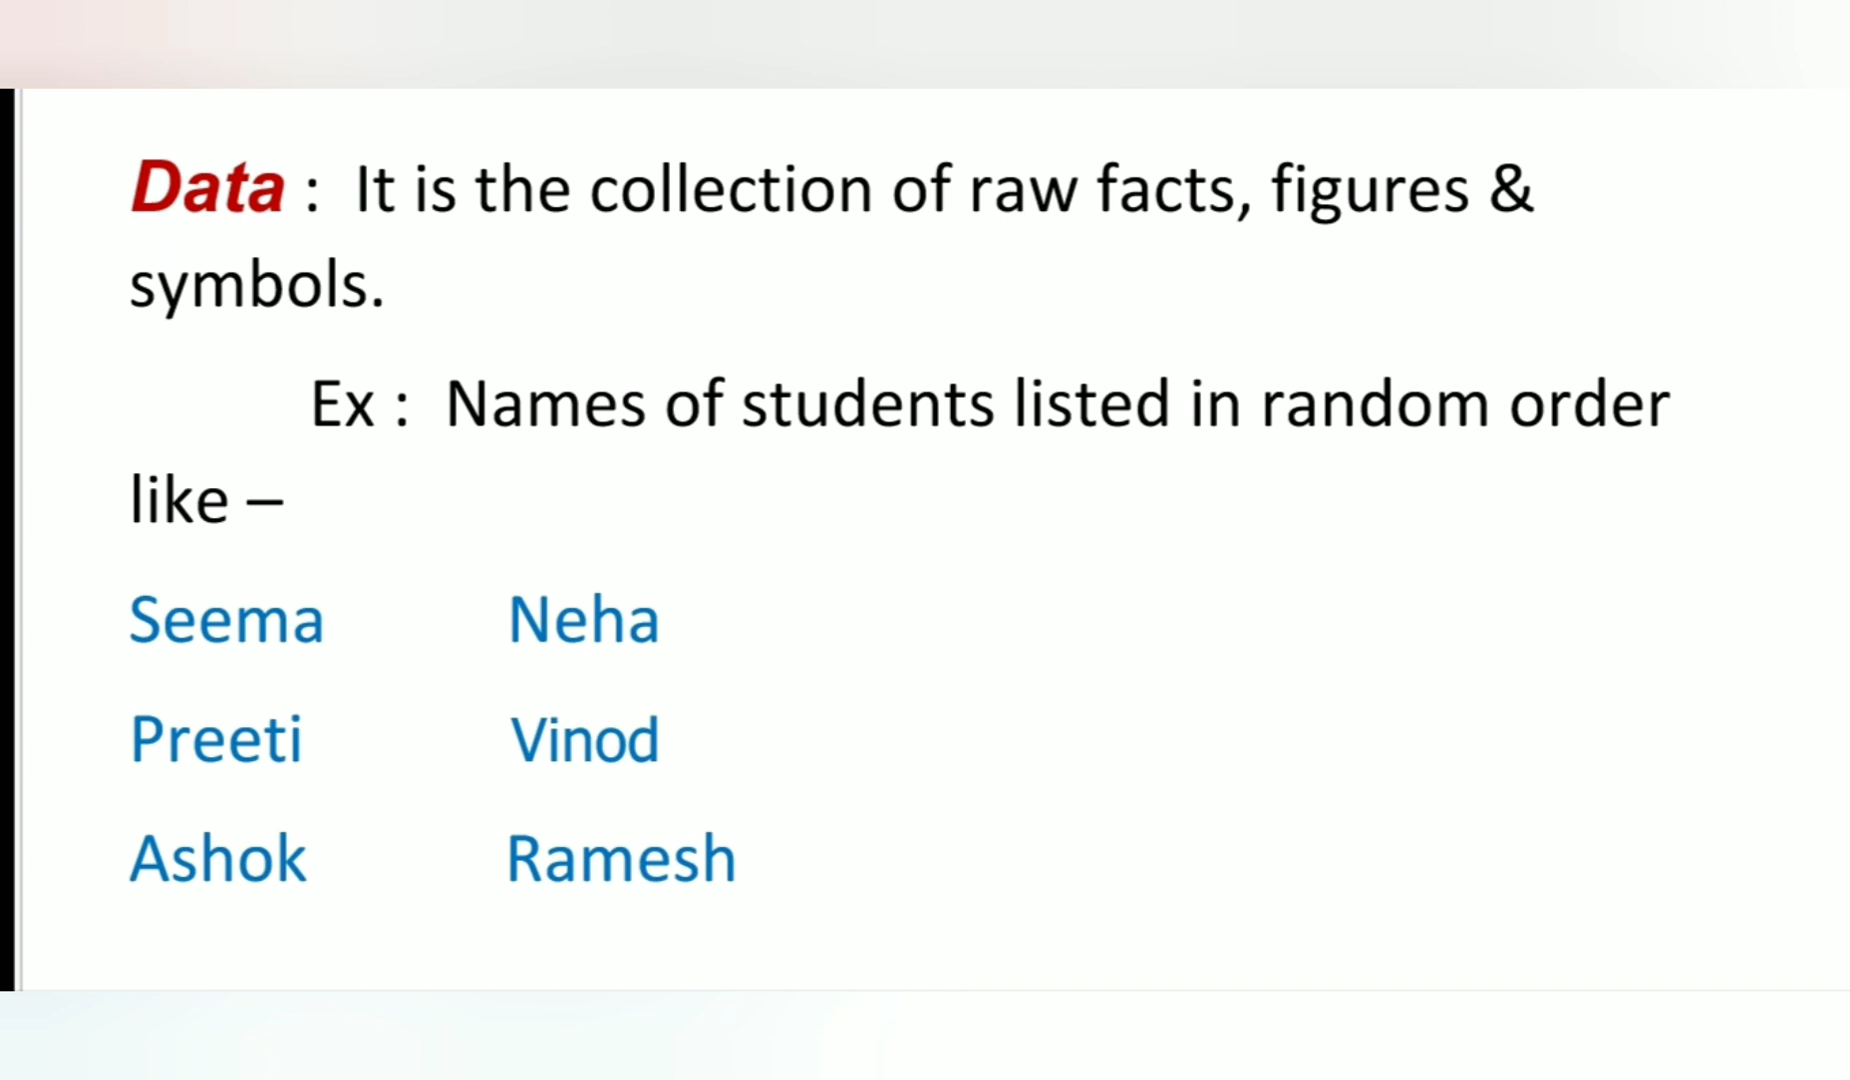 Data : It is the collection of raw facts, figures &
symbols.
Ex : Names of students listed in random order
like –
Seema Neha
Preeti Vinod
Ashok Ramesh